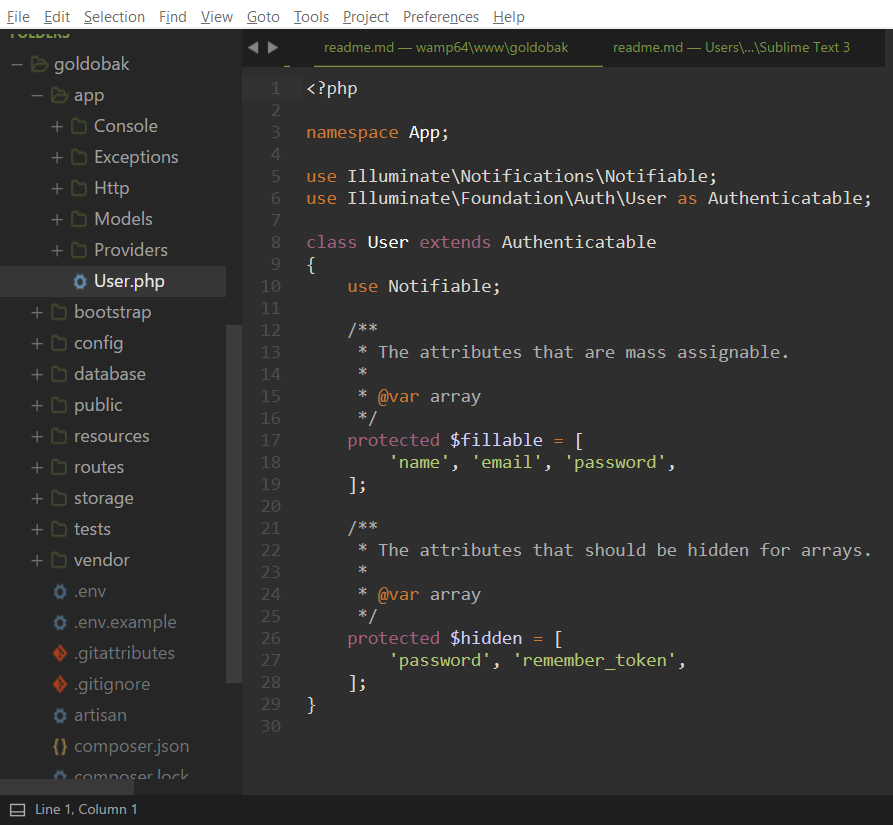 File Edit Selection Find View Goto Tools Project Preferences Help
FOLDERS
goldobak
app
Console
Exceptions
Http
Models
Providers
User.php
bootstrap
config
database
public
resources
routes
storage
tests
vendor
.env
.env.example
.gitattributes
.gitignore
artisan
composer.json
composer.lock
readme.md — wamp64\www\goldobak readme.md — Users\...\Sublime Text 3
1 <?php
2
3 namespace App;
4
5 use Illuminate\Notifications\Notifiable;
6 use Illuminate\Foundation\Auth\User as Authenticatable;
7
8 class User extends Authenticatable
9 {
10     use Notifiable;
11
12     /**
13      * The attributes that are mass assignable.
14      *
15      * @var array
16      */
17     protected $fillable = [
18         'name', 'email', 'password',
19     ];
20
21     /**
22      * The attributes that should be hidden for arrays.
23      *
24      * @var array
25      */
26     protected $hidden = [
27         'password', 'remember_token',
28     ];
29 }
30
Line 1, Column 1